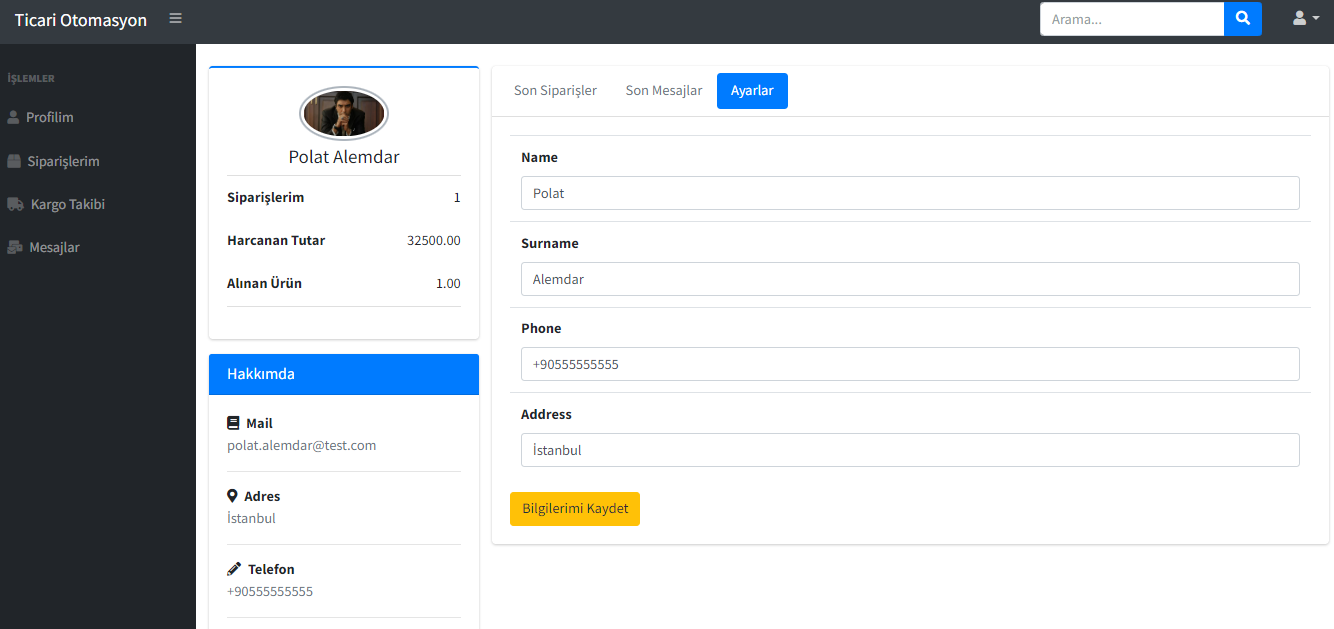 Ticari Otomasyon
Arama...
İŞLEMLER
Profilim
Siparişlerim
Kargo Takibi
Mesajlar
Polat Alemdar
Siparişlerim 1
Harcanan Tutar 32500.00
Alınan Ürün 1.00
Hakkımda
Mail
polat.alemdar@test.com
Adres
İstanbul
Telefon
+90555555555
Son Siparişler Son Mesajlar Ayarlar
Name
Polat
Surname
Alemdar
Phone
+90555555555
Address
İstanbul
Bilgilerimi Kaydet